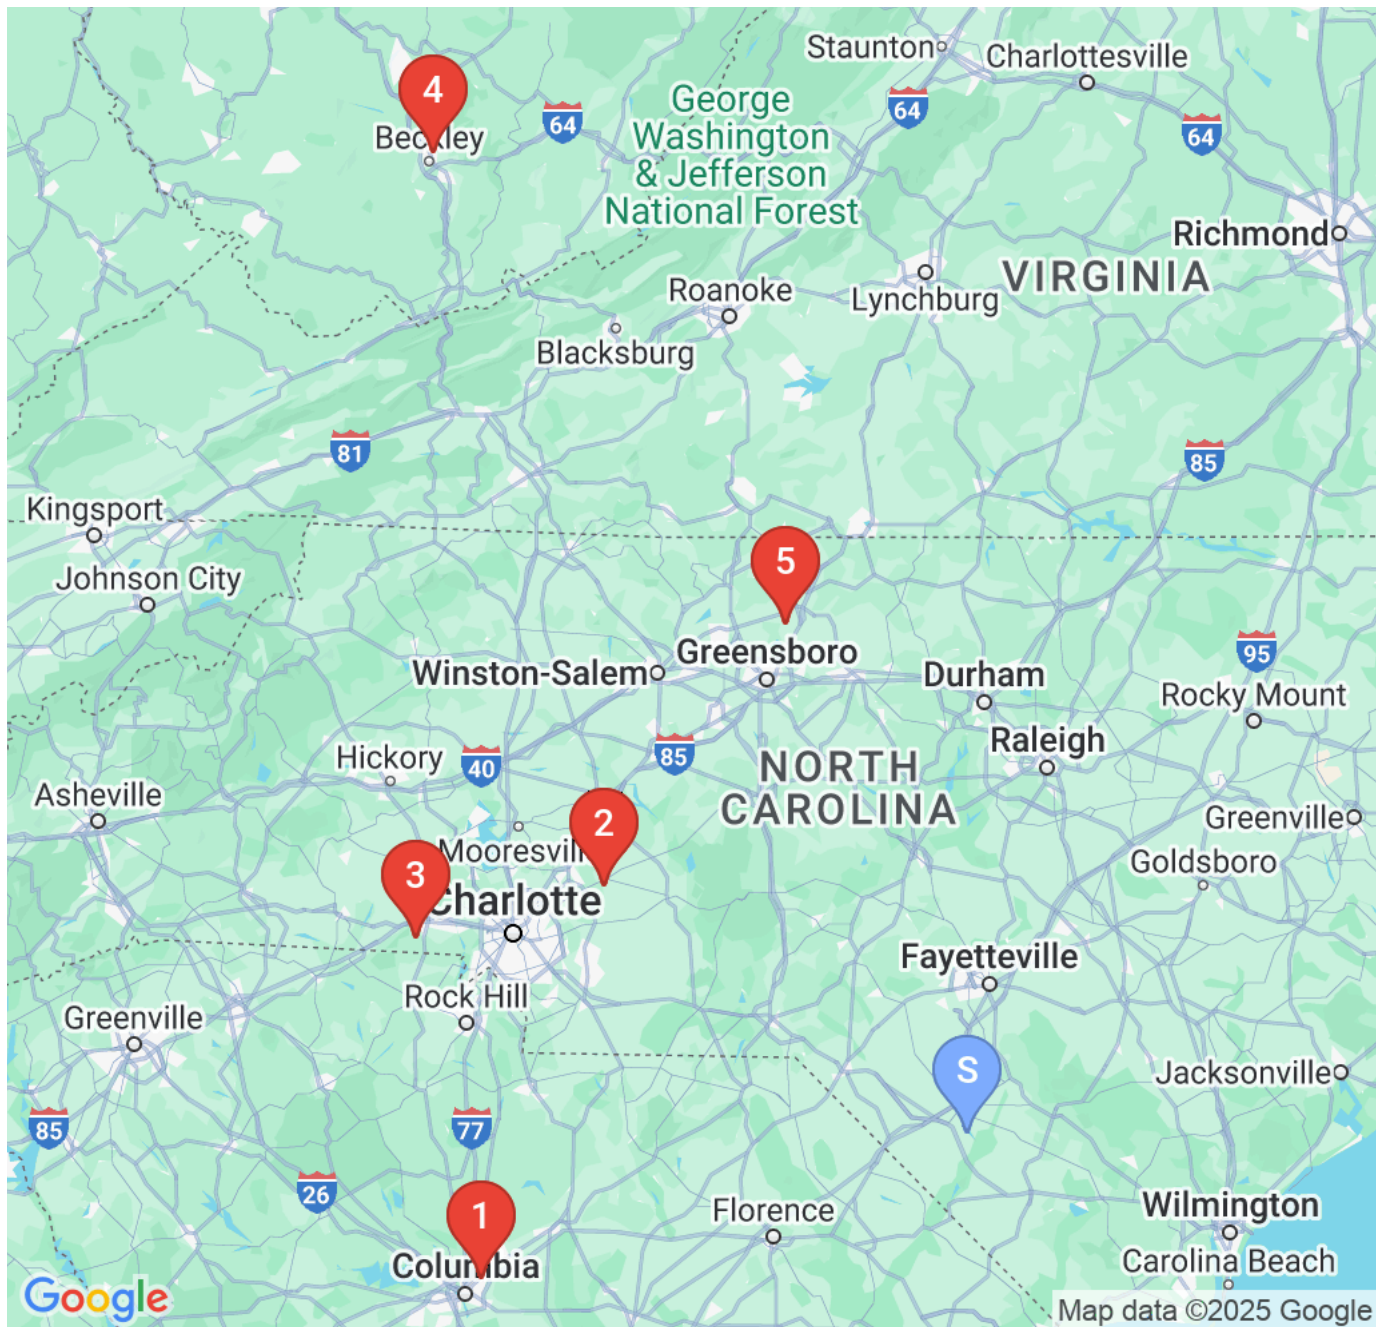 Staunton
Charlottesville
4
64
George
Washington
& Jefferson
National Forest
64
64
Beckley
Richmond
VIRGINIA
Roanoke
Lynchburg
Blacksburg
81
85
Kingsport
5
Johnson City
Greensboro
95
Winston-Salem
Durham
Rocky Mount
Raleigh
Hickory
40
85
NORTH
CAROLINA
Asheville
Greenville
2
Mooresvill
Goldsboro
3
Charlotte
Fayetteville
Rock Hill
Greenville
S
Jacksonville
85
77
26
Wilmington
1
Florence
Columbia
Carolina Beach
Google
Map data ©2025 Google